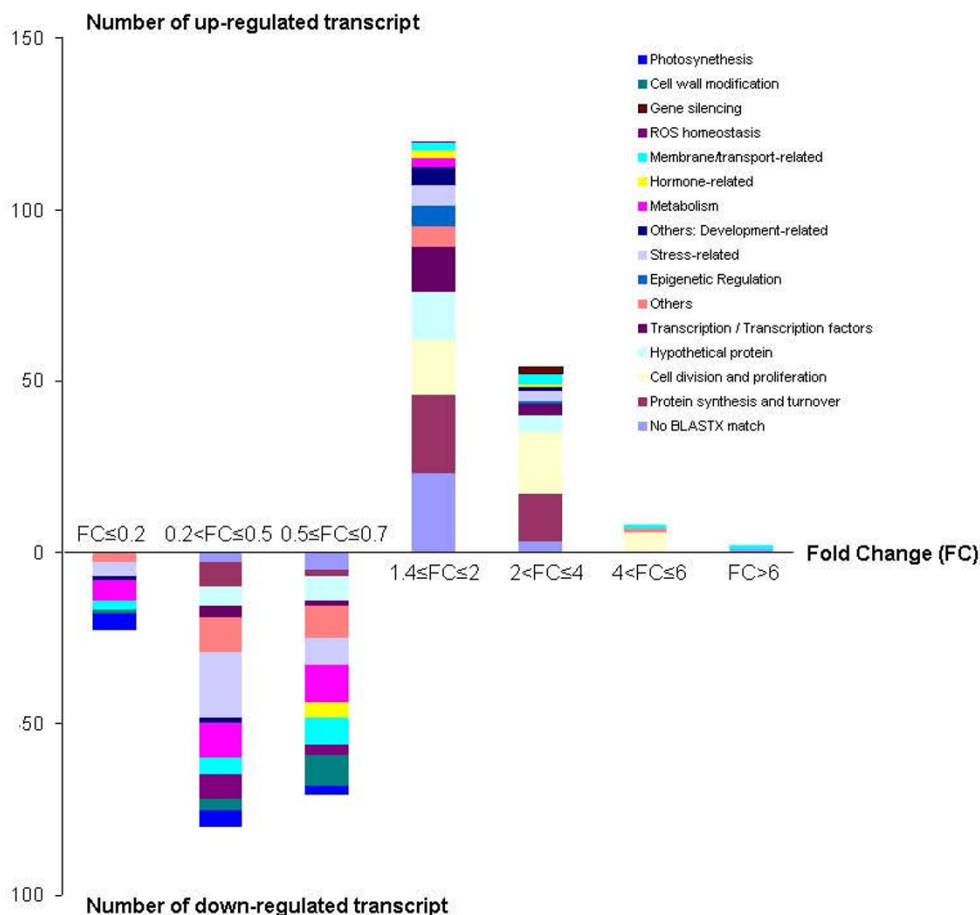 Number of up-regulated transcript
150
Photosynethesis
Cell wall modification
Gene silencing
ROS homeostasis
Membrane/transport-related
Hormone-related
Metabolism
Others: Development-related
Stress-related
Epigenetic Regulation
Others
Transcription / Transcription factors
Hypothetical protein
Cell division and proliferation
Protein synthesis and turnover
No BLASTX match
100
50
FC≤0.2 0.2<FC≤0.5 0.5≤FC≤0.7
0
Fold Change (FC)
1.4≤FC≤2 2<FC≤4 4<FC≤6 FC>6
50
100
Number of down-regulated transcript